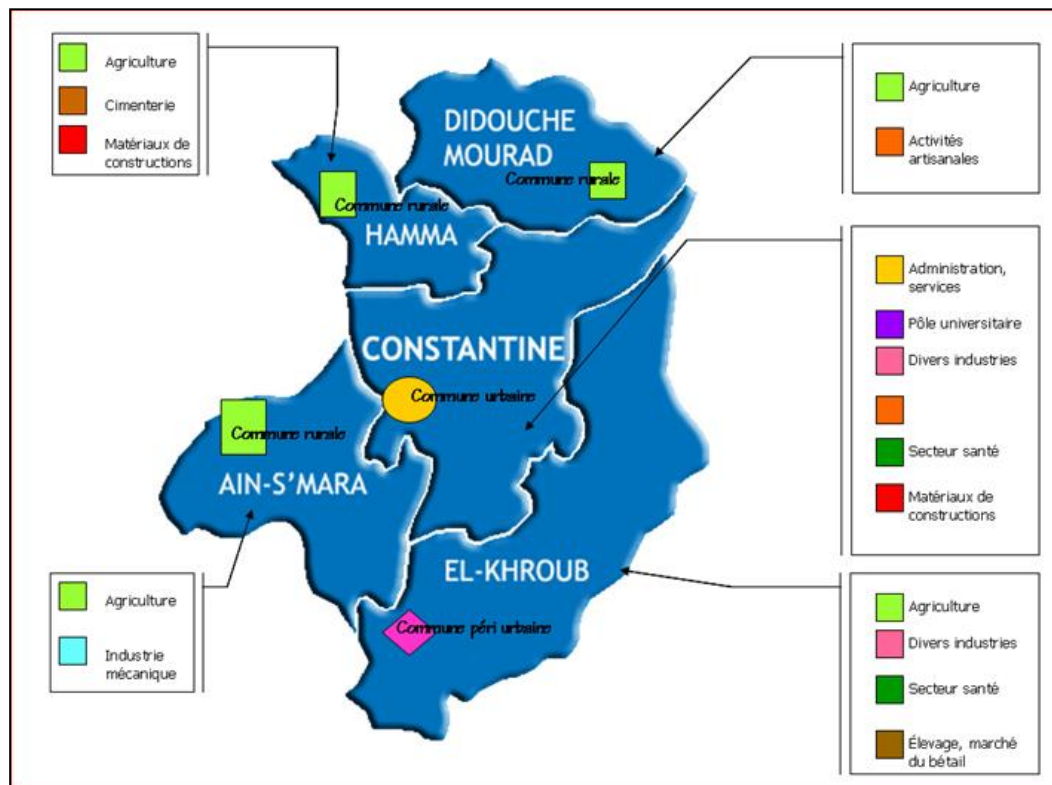 Agriculture
Cimenterie
Matériaux de
constructions
DIDOUCHE
MOURAD
Commune rurale
Agriculture
Activités
artisanales
Commune rurale
HAMMA
CONSTANTINE
Commune urbaine
Administration,
services
Pôle universitaire
Divers industries
Secteur santé
Matériaux de
constructions
Commune rurale
AIN-S'MARA
Agriculture
Industrie
mécanique
EL-KHROUB
Commune péri urbaine
Agriculture
Divers industries
Secteur santé
Élevage, marché
du bétail